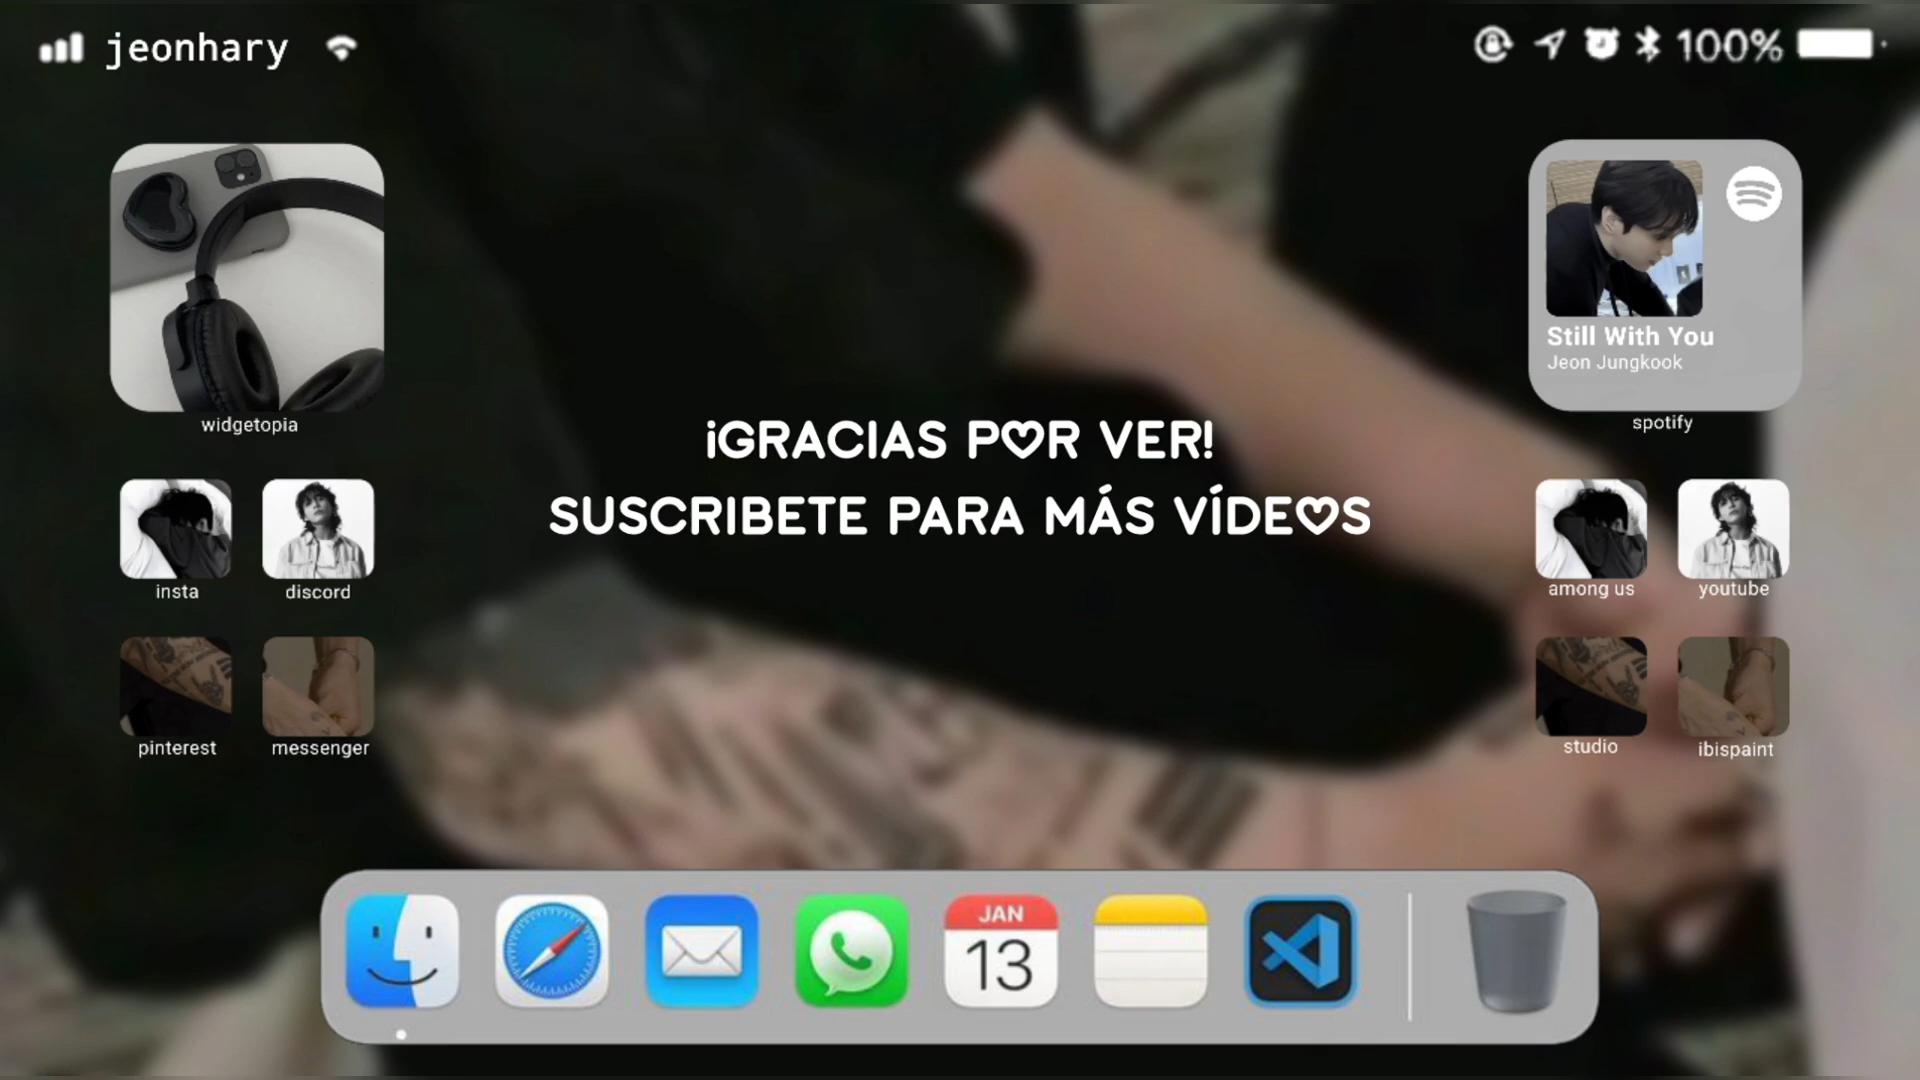 jeonhary
100%
widgetopia
Still With You
Jeon Jungkook
spotify
¡GRACIAS POR VER!
SUSCRIBETE PARA MÁS VÍDEOS
insta
discord
among us
youtube
pinterest
messenger
studio
ibispaint
JAN
13